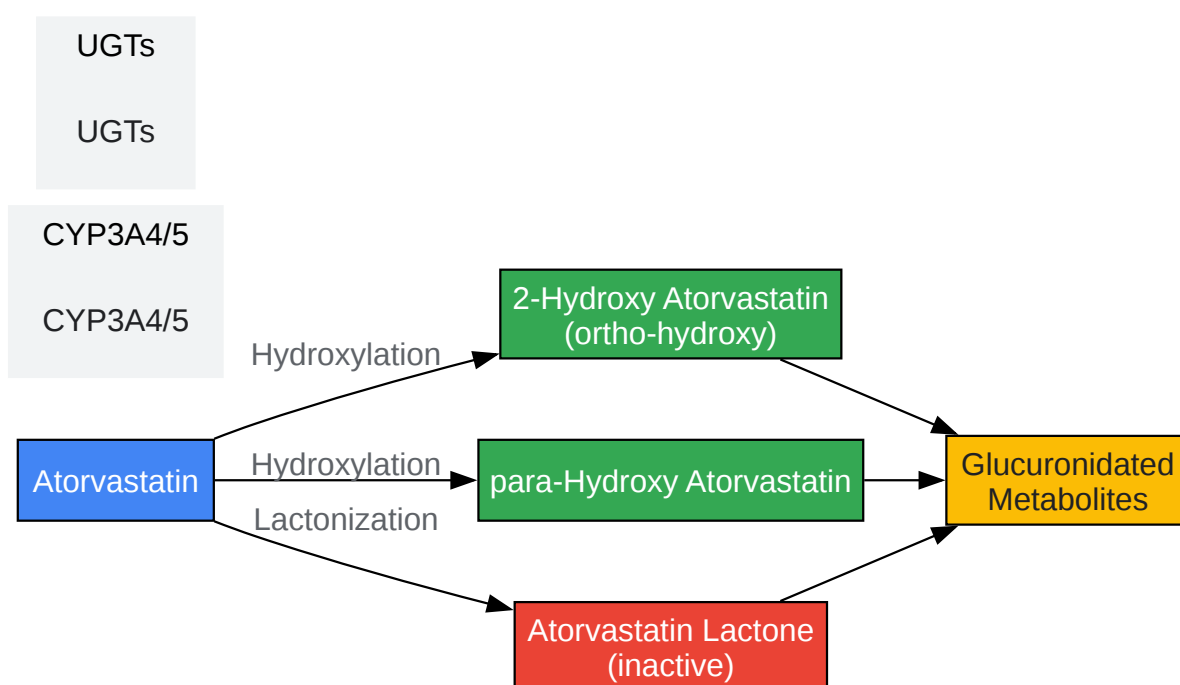 UGTs
UGTs
CYP3A4/5
CYP3A4/5
2-Hydroxy Atorvastatin
(ortho-hydroxy)
Hydroxylation
Atorvastatin
Hydroxylation
para-Hydroxy Atorvastatin
Glucuronidated
Metabolites
Lactonization
Atorvastatin Lactone
(inactive)